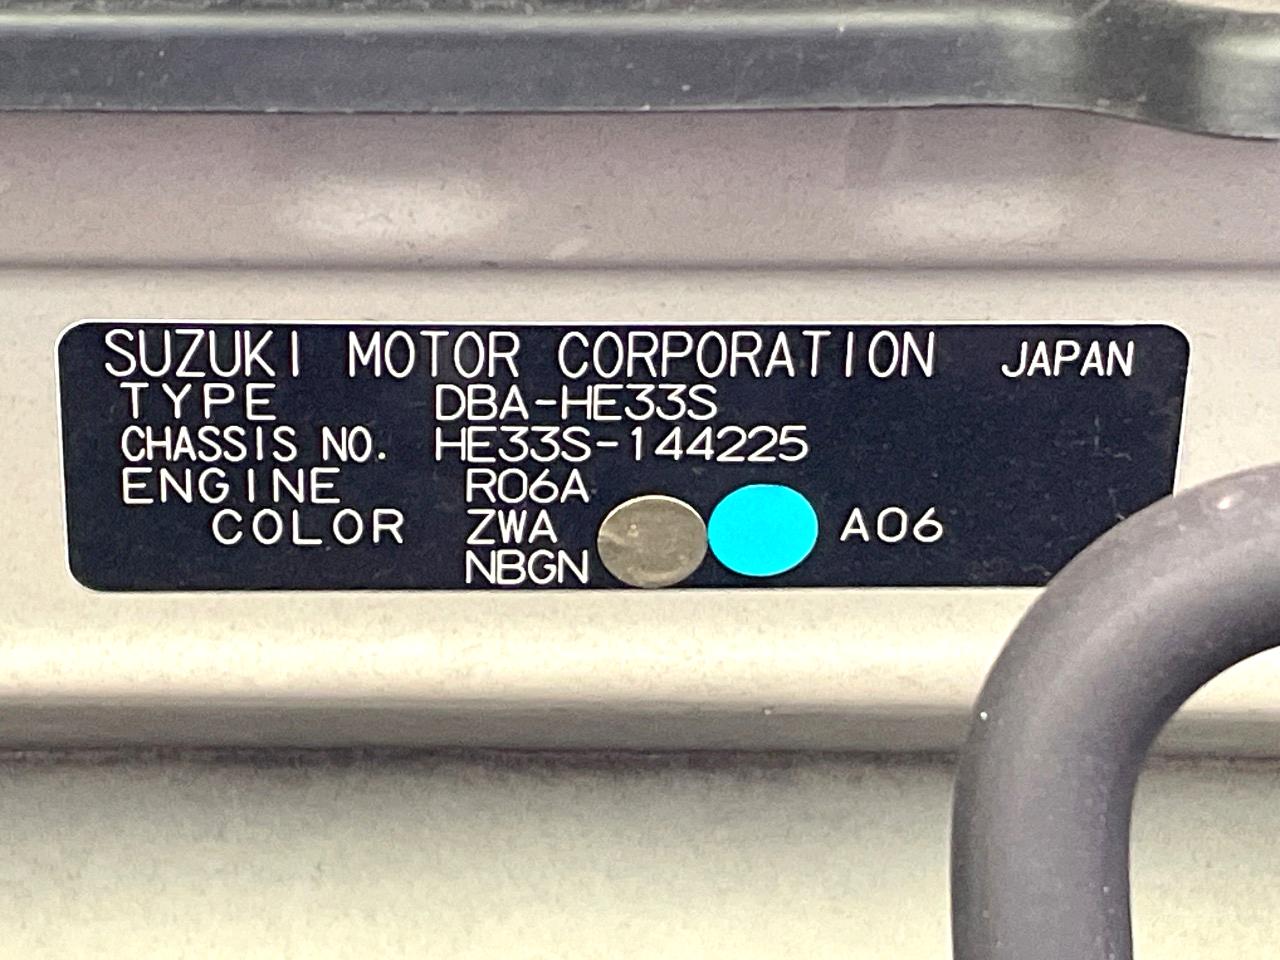 SUZUKI MOTOR CORPORATION JAPAN
TYPE DBA-HE33S
CHASSIS NO. HE33S-144225
ENGINE R06A
COLOR ZWA A06
NBGN